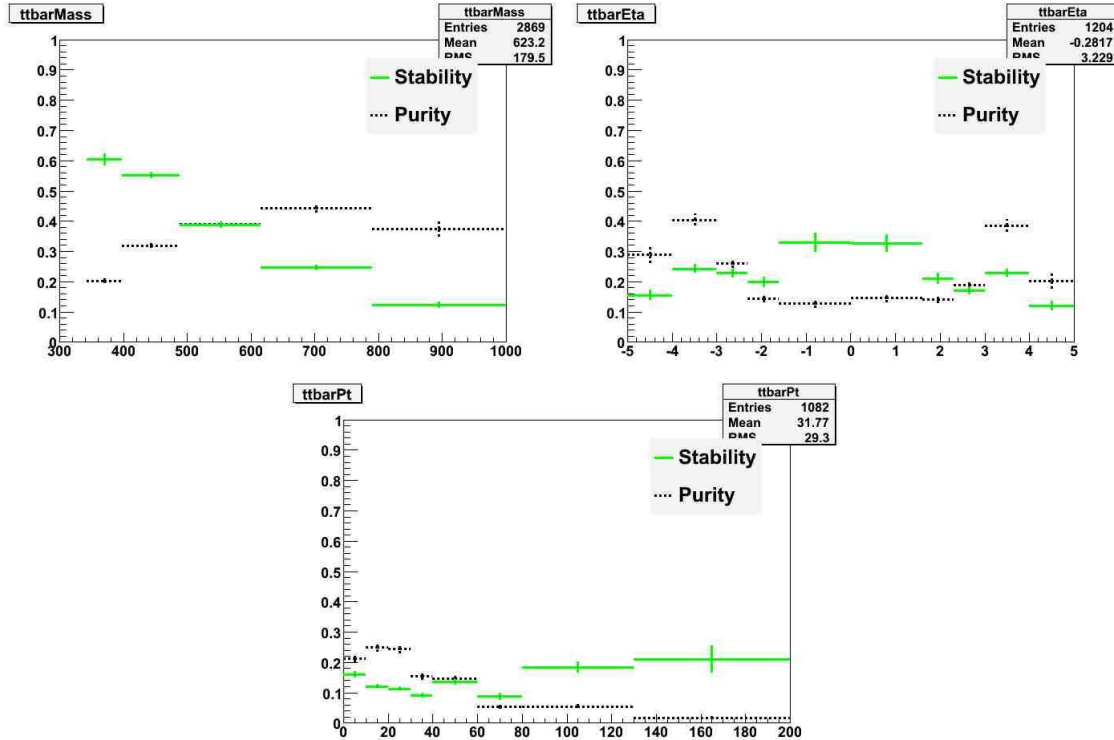 ttbarMass
ttbarMass
Entries 2869
Mean 623.2
RMS 179.5
Stability
Purity
1
0.9
0.8
0.7
0.6
0.5
0.4
0.3
0.2
0.1
0
300 400 500 600 700 800 900 1000
ttbarEta
ttbarEta
Entries 1204
Mean -0.2817
RMS 3.229
Stability
Purity
1
0.9
0.8
0.7
0.6
0.5
0.4
0.3
0.2
0.1
0
-5 -4 -3 -2 -1 0 1 2 3 4 5
ttbarPt
ttbarPt
Entries 1082
Mean 31.77
RMS 29.3
Stability
Purity
1
0.9
0.8
0.7
0.6
0.5
0.4
0.3
0.2
0.1
0
0 20 40 60 80 100 120 140 160 180 200